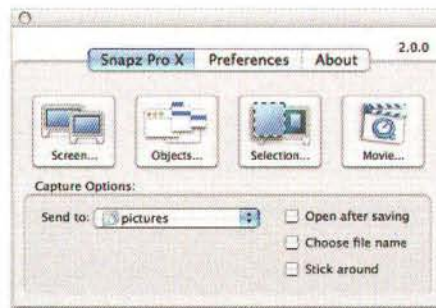 2.0.0
Snapz Pro X Preferences About
Screen... Objects... Selection... Movie...
Capture Options:
Send to: pictures
Open after saving
Choose file name
Stick around